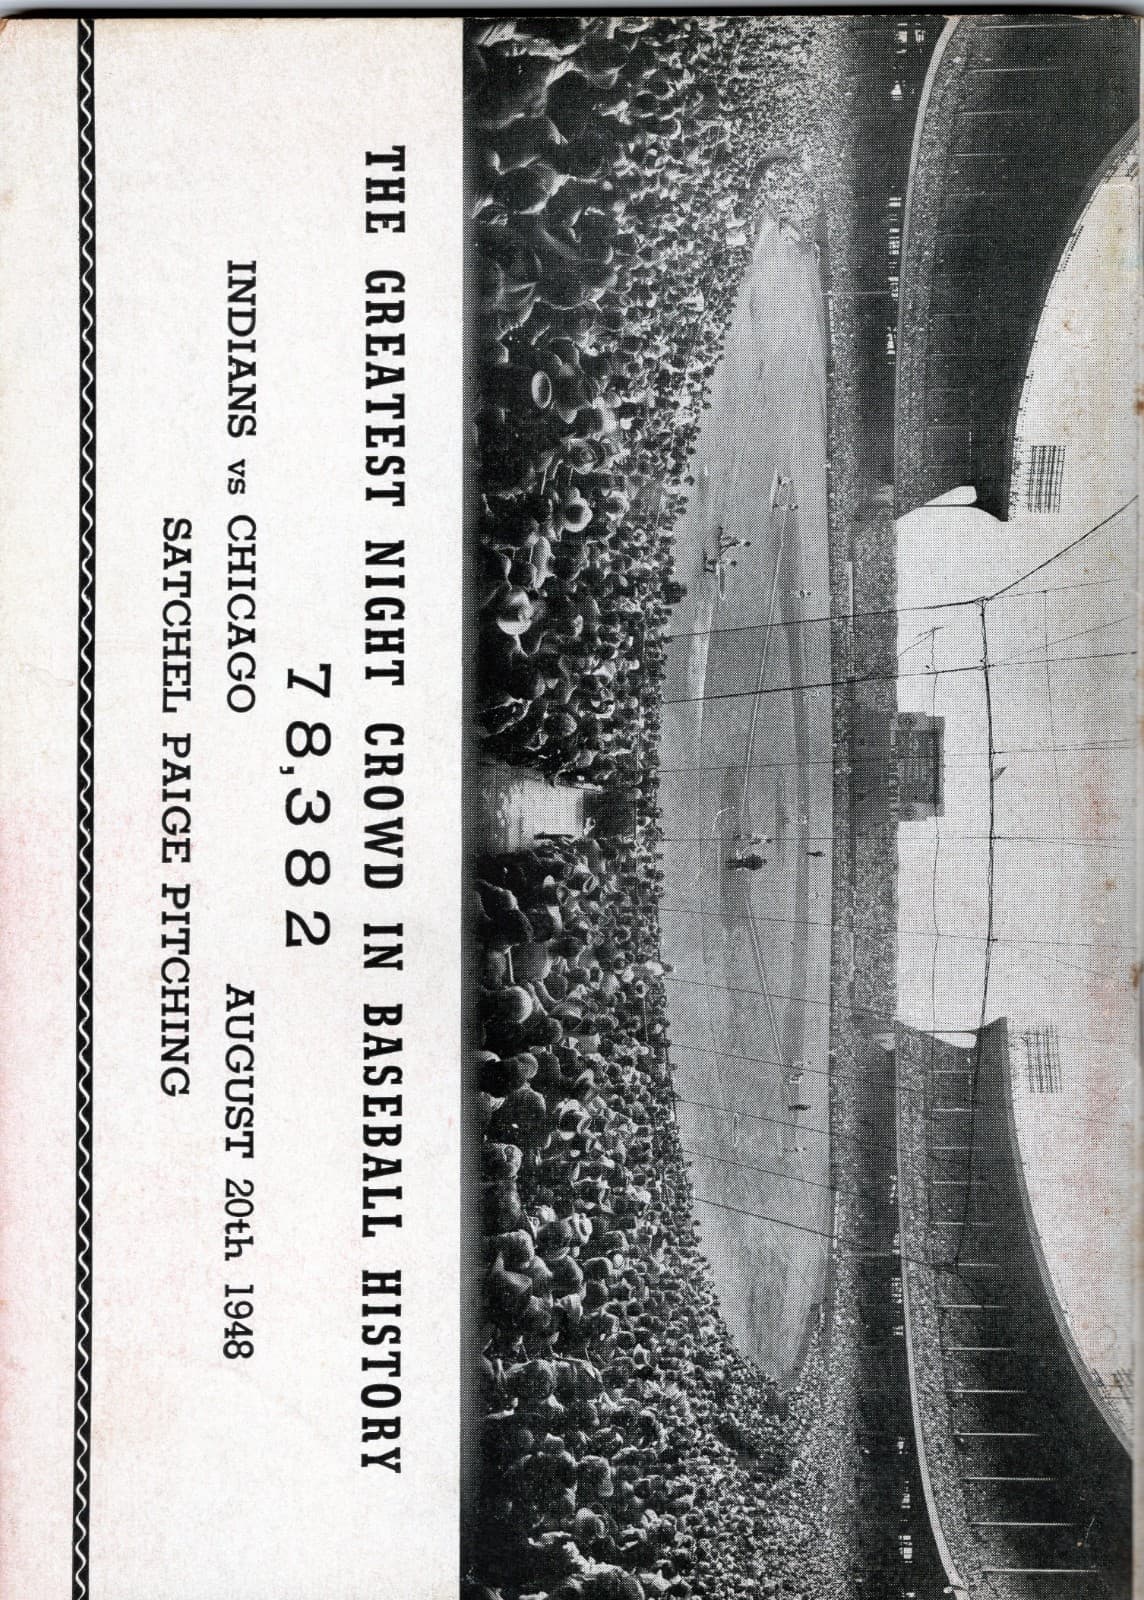 THE GREATEST NIGHT CROWD IN BASEBALL HISTORY
78,382
INDIANS vs CHICAGO AUGUST 20th 1948
SATCHEL PAIGE PITCHING